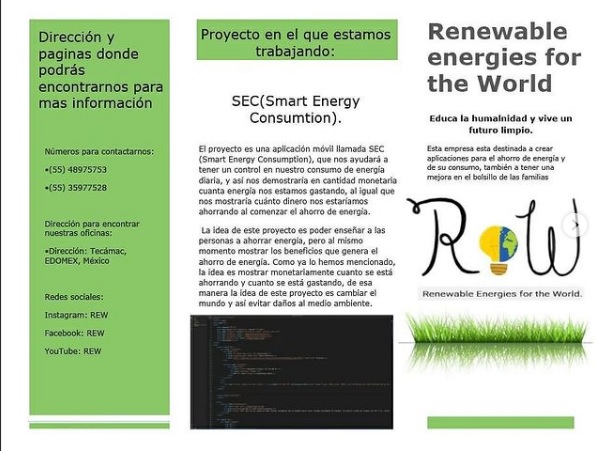 Dirección y
paginas donde
podrás
encontrarnos para
mas información
Números para contactarnos:
•(55) 48975753
•(55) 35977528
Dirección para encontrar
nuestras oficinas:
•Dirección: Tecámac,
EDOMEX, México
Redes sociales:
Instagram: REW
Facebook: REW
YouTube: REW
Proyecto en el que estamos
trabajando:
SEC(Smart Energy
Consumtion).
El proyecto es una aplicación móvil llamada SEC
(Smart Energy Consumption), que nos ayudará a
tener un control en nuestro consumo de energía
diaria, y así nos demostraría en cantidad monetaria
cuanta energía nos estamos gastando, al igual que
nos mostraría cuánto dinero nos estaríamos
ahorrando al comenzar el ahorro de energía.
La idea de este proyecto es poder enseñar a las
personas a ahorrar energía, pero al mismo
momento mostrar los beneficios que genera el
ahorro de energía. Como ya lo hemos mencionado,
la idea es mostrar monetariamente cuanto se está
ahorrando y cuanto se está gastando, de esa
manera la idea de este proyecto es cambiar el
mundo y así evitar daños al medio ambiente.
Renewable
energies for
the World
Educa la humalnidad y vive un
futuro limpio.
Esta empresa esta destinada a crear
aplicaciones para el ahorro de energía y
de su consumo, también a tener una
mejora en el bolsillo de las familias
R W
Renewable Energies for the World.